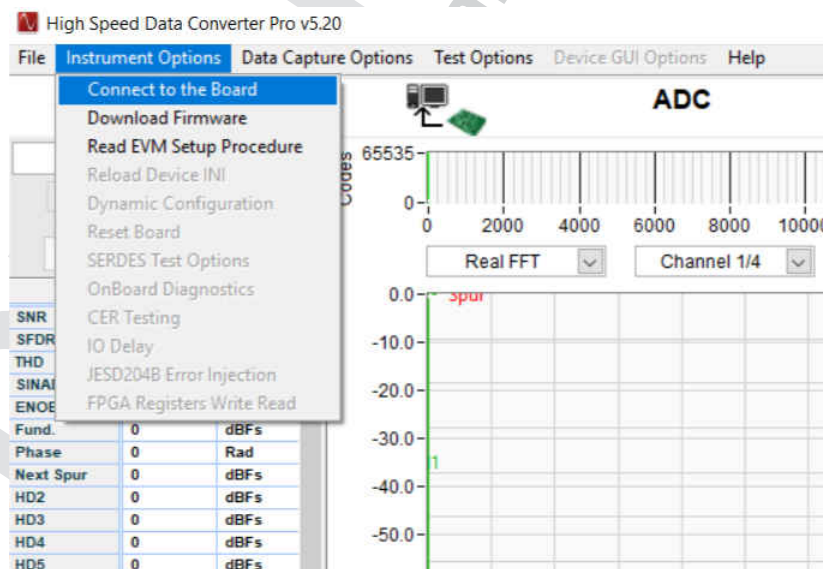 High Speed Data Converter Pro v5.20
File Instrument Options Data Capture Options Test Options Device GUI Options Help
Connect to the Board
Download Firmware
Read EVM Setup Procedure
Reload Device INI
Dynamic Configuration
Reset Board
SERDES Test Options
OnBoard Diagnostics
CER Testing
IO Delay
JESD204B Error Injection
FPGA Registers Write Read
ADC
Codes
65535
0
0 2000 4000 6000 8000 10000
Real FFT Channel 1/4
Spur
0.0
-10.0
-20.0
-30.0
-40.0
-50.0
1
SNR
SFDR
THD
SINAD
ENOB
Fund. 0 dBFs
Phase 0 Rad
Next Spur 0 dBFs
HD2 0 dBFs
HD3 0 dBFs
HD4 0 dBFs
HD5 0 dBFs